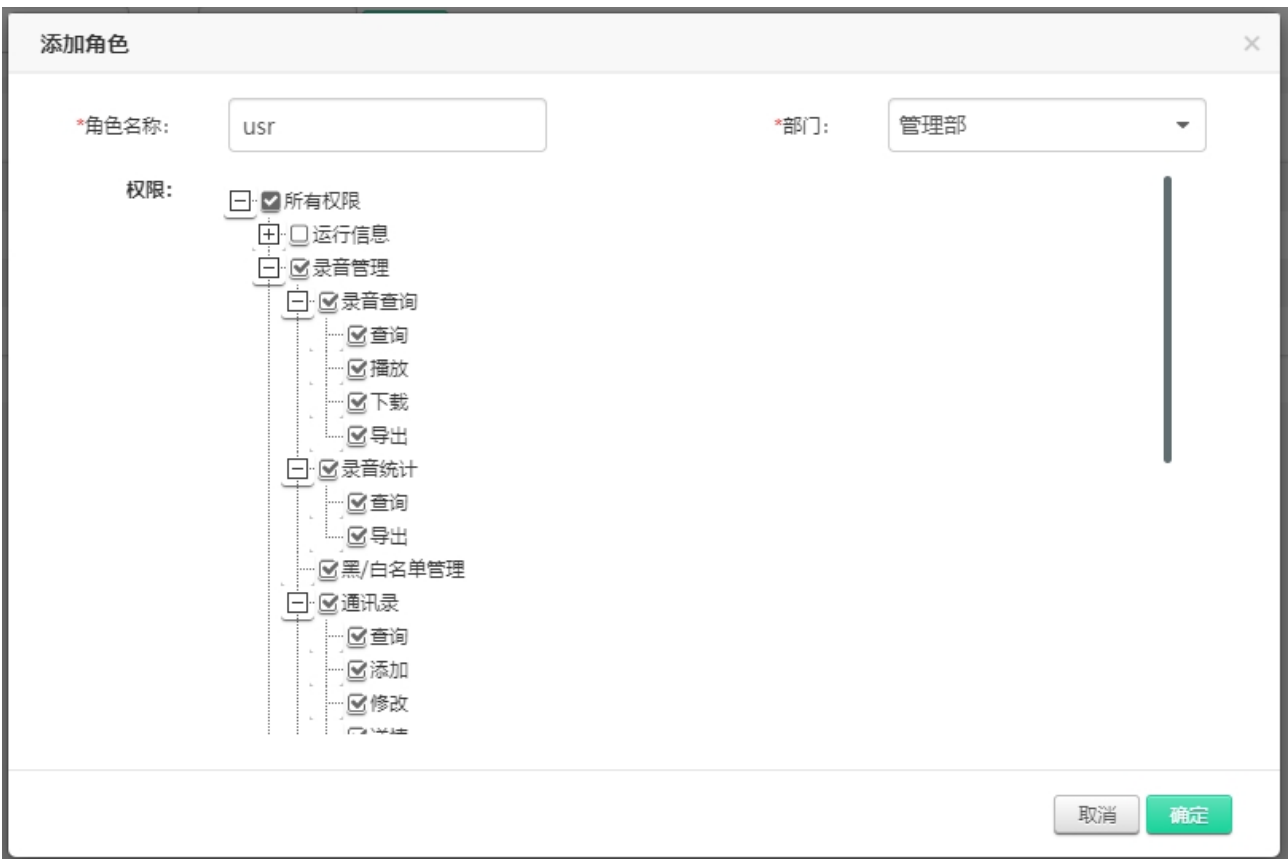 添加角色
*角色名称: usr *部门: 管理部
权限:
所有权限
运行信息
录音管理
录音查询
查询
播放
下载
导出
录音统计
查询
导出
黑/白名单管理
通讯录
查询
添加
修改
取消 确定